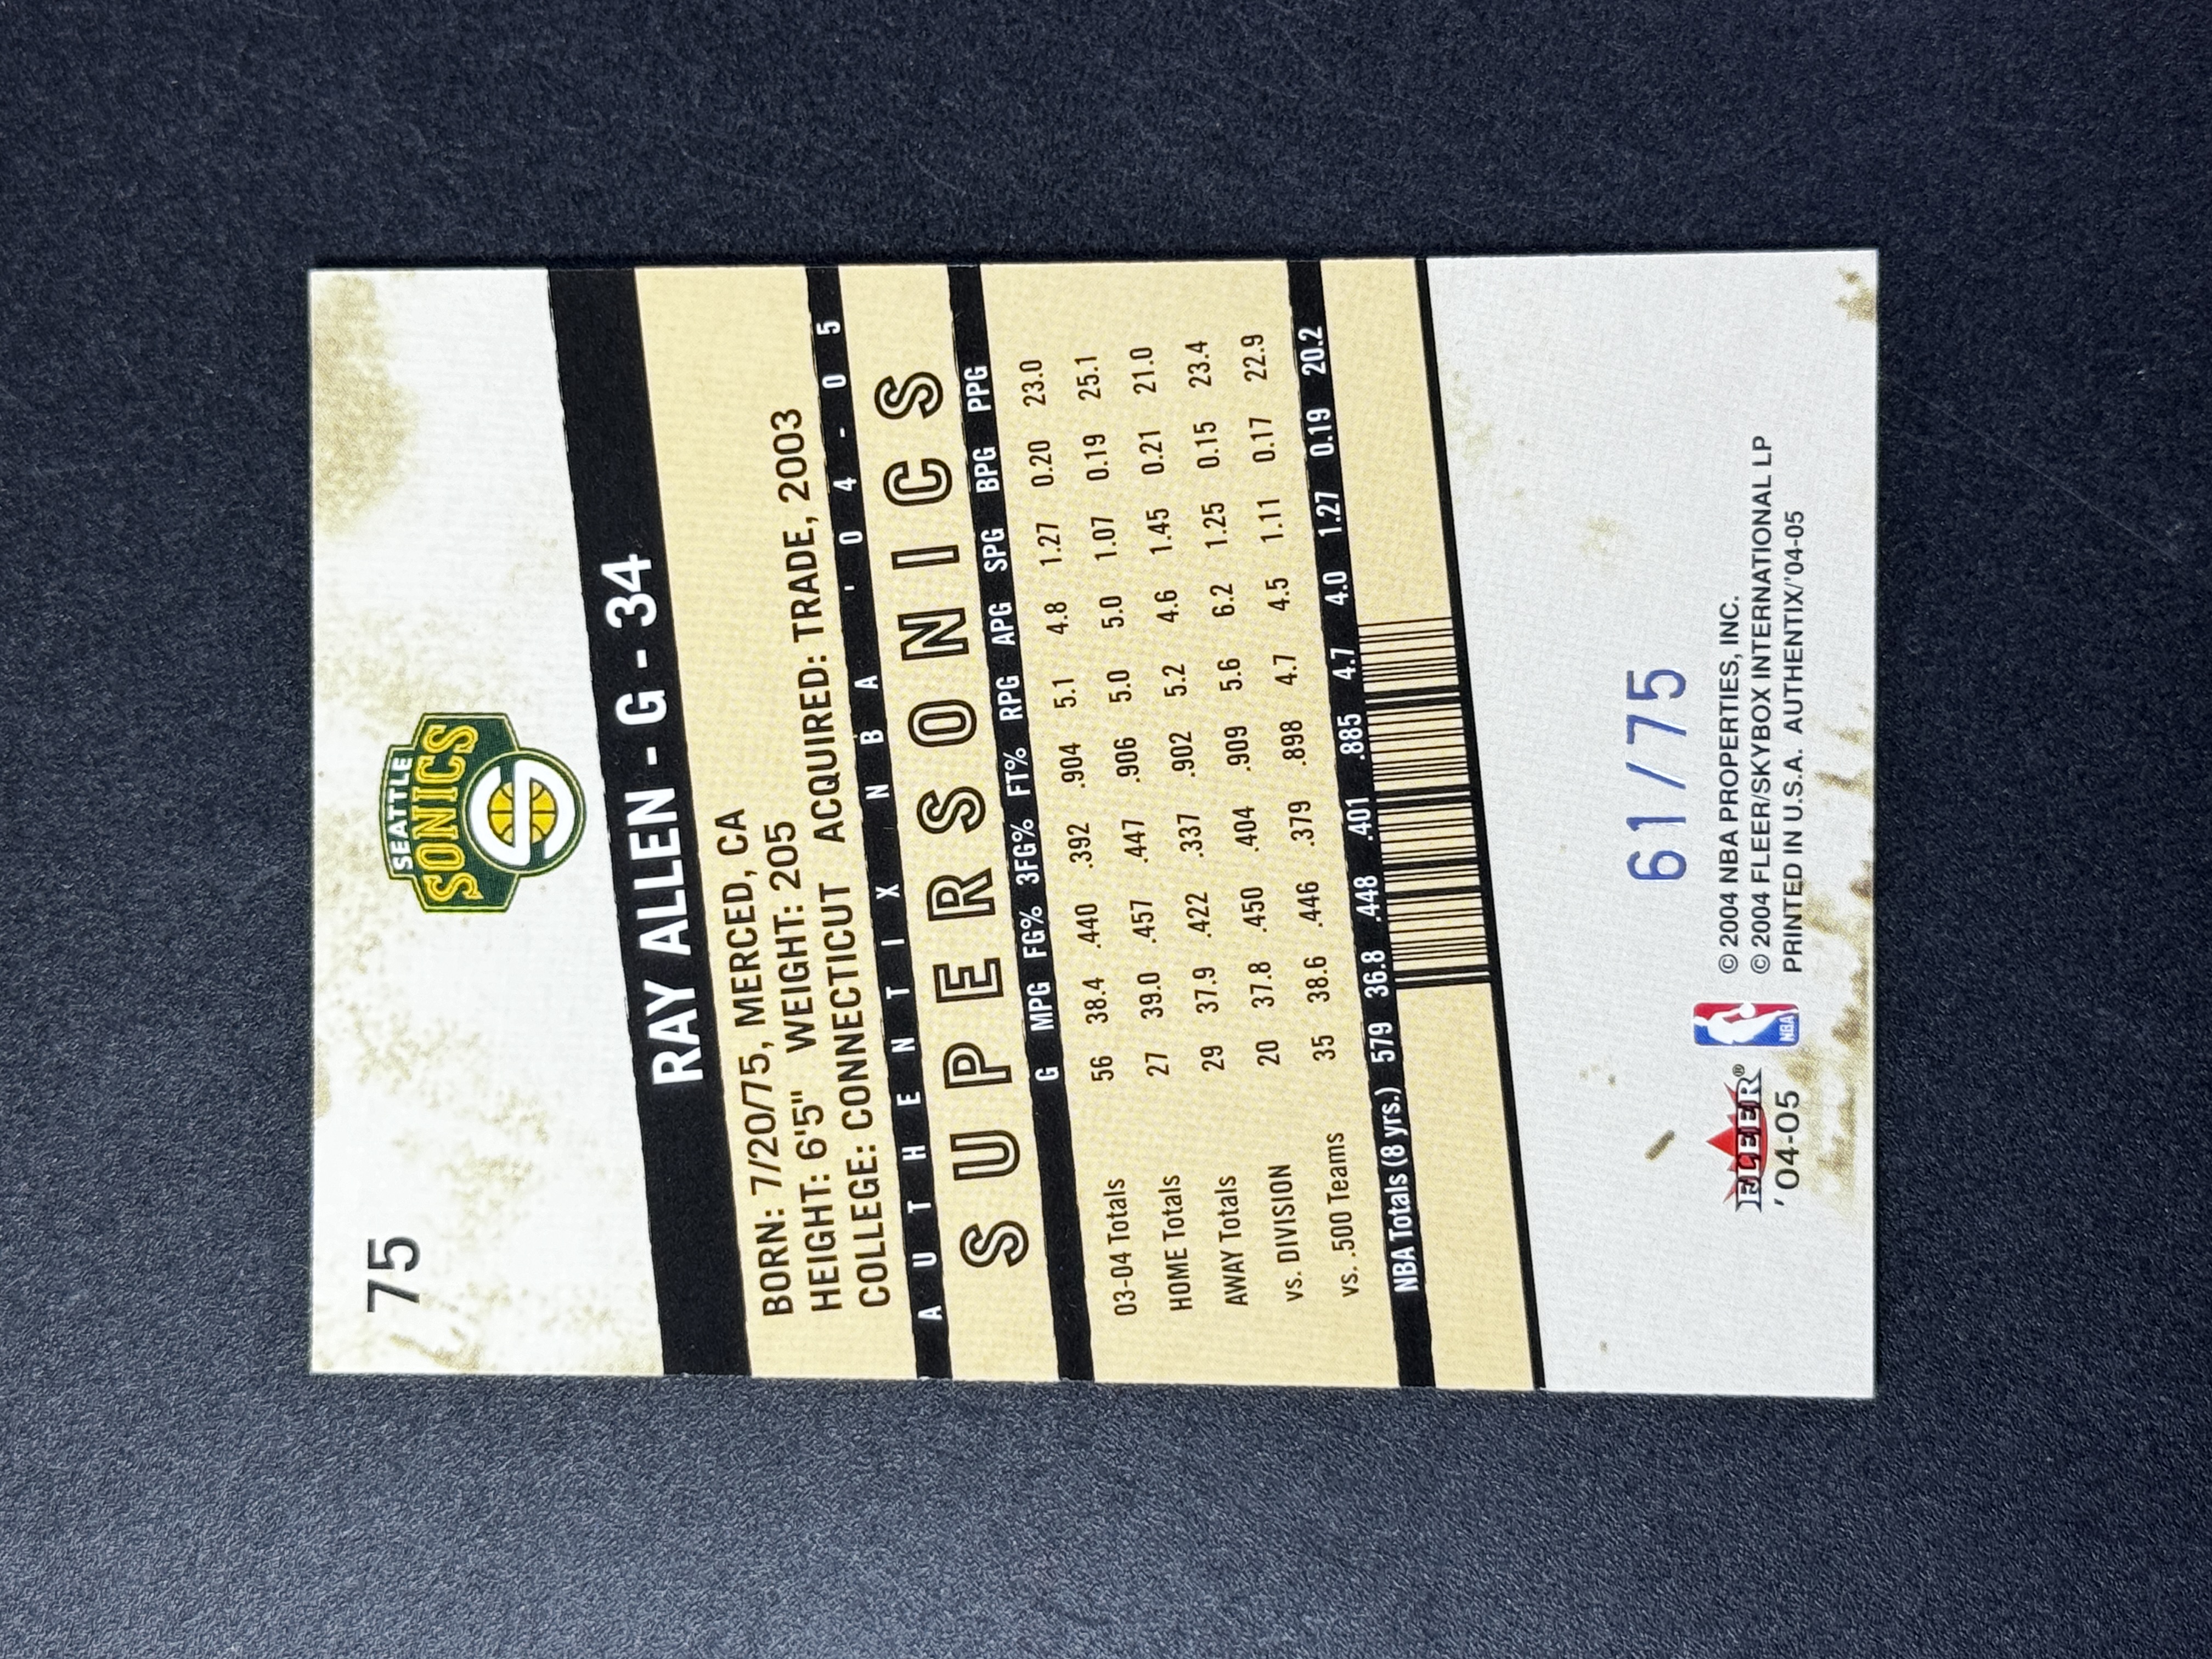 75
SEATTLE
SONICS
RAY ALLEN - G - 34
BORN: 7/20/75, MERCED, CA
HEIGHT: 6'5" WEIGHT: 205
COLLEGE: CONNECTICUT ACQUIRED: TRADE, 2003
AUTHENTIX NBA '04-05
SUPERSONICS
G MPG FG% 3FG% FT% RPG APG SPG BPG PPG
03-04 Totals 56 38.4 .440 .392 .904 5.1 4.8 1.27 0.20 23.0
HOME Totals 27 39.0 .457 .447 .906 5.0 5.0 1.07 0.19 25.1
AWAY Totals 29 37.9 .422 .337 .902 5.2 4.6 1.45 0.21 21.0
vs. DIVISION 20 37.8 .450 .404 .909 5.6 6.2 1.25 0.15 23.4
vs. .500 Teams 35 38.6 .446 .379 .898 4.7 4.5 1.11 0.17 22.9
NBA Totals (8 yrs.) 579 36.8 .448 .401 .885 4.7 4.0 1.27 0.19 20.2
61/75
FLEER®
'04-05
NBA
© 2004 NBA PROPERTIES, INC.
© 2004 FLEER/SKYBOX INTERNATIONAL LP
PRINTED IN U.S.A. AUTHENTIX/'04-05